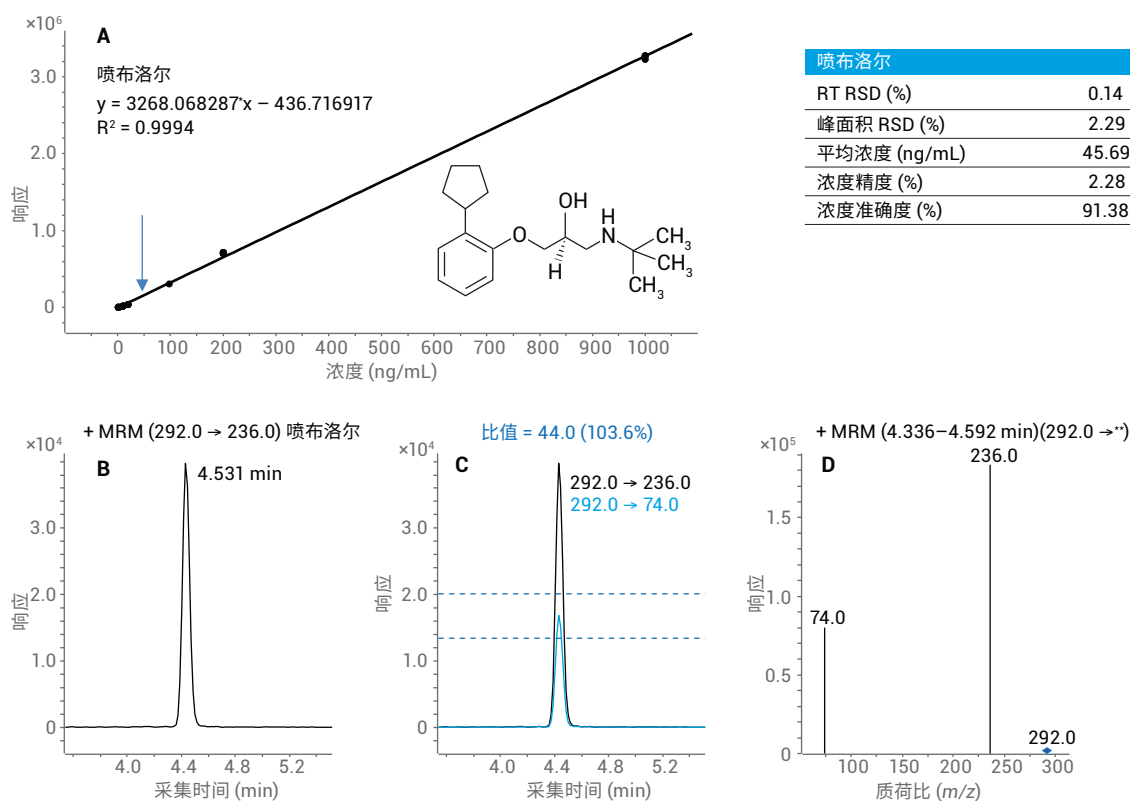 ×10⁶
A
喷布洛尔
y = 3268.068287*x – 436.716917
R² = 0.9994
3.0
2.0
1.0
0
响应
0 100 200 300 400 500 600 700 800 900 1000
浓度 (ng/mL)
OH
O
H
N
H
CH₃
CH₃
CH₃
喷布洛尔
RT RSD (%) 0.14
峰面积 RSD (%) 2.29
平均浓度 (ng/mL) 45.69
浓度精度 (%) 2.28
浓度准确度 (%) 91.38
+ MRM (292.0 → 236.0) 喷布洛尔
×10⁴
B
4.531 min
3.0
2.0
1.0
0
响应
4.0 4.4 4.8 5.2
采集时间 (min)
比值 = 44.0 (103.6%)
×10⁴
C
292.0 → 236.0
292.0 → 74.0
3.0
2.0
1.0
0
响应
4.0 4.4 4.8 5.2
采集时间 (min)
+ MRM (4.336–4.592 min)(292.0 →**)
×10⁵
D
236.0
74.0
292.0
1.5
1.0
0.5
0
响应
100 150 200 250 300
质荷比 (m/z)